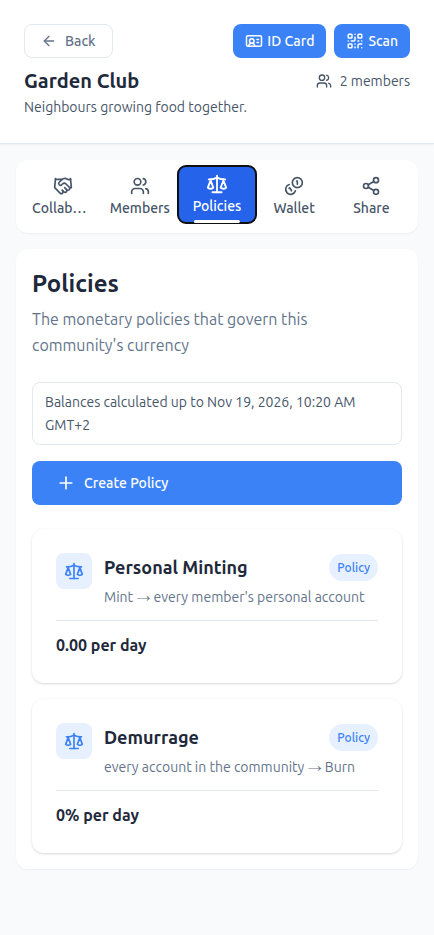 Back
ID Card
Scan
Garden Club
2 members
Neighbours growing food together.
Collab...
Members
Policies
Wallet
Share
Policies
The monetary policies that govern this
community's currency
Balances calculated up to Nov 19, 2026, 10:20 AM
GMT+2
Create Policy
Personal Minting
Policy
Mint → every member's personal account
0.00 per day
Demurrage
Policy
every account in the community → Burn
0% per day